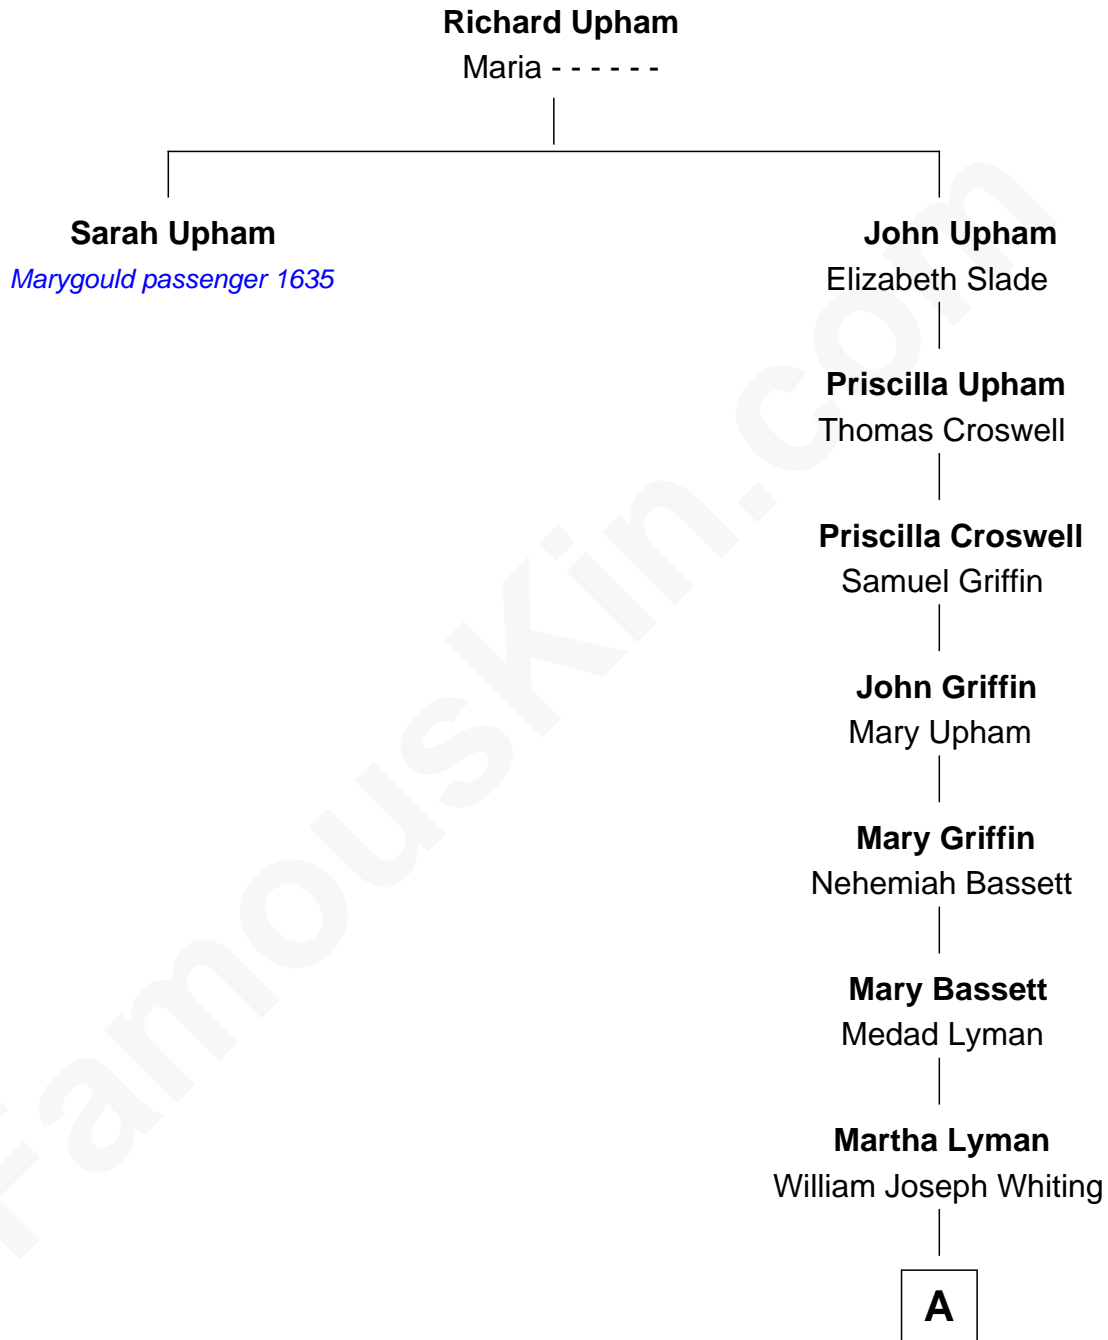 Richard Upham
Maria - - - - - -
Sarah Upham
Marygould passenger 1635
John Upham
Elizabeth Slade
Priscilla Upham
Thomas Croswell
Priscilla Croswell
Samuel Griffin
John Griffin
Mary Upham
Mary Griffin
Nehemiah Bassett
Mary Bassett
Medad Lyman
Martha Lyman
William Joseph Whiting
A
FamousKin.com